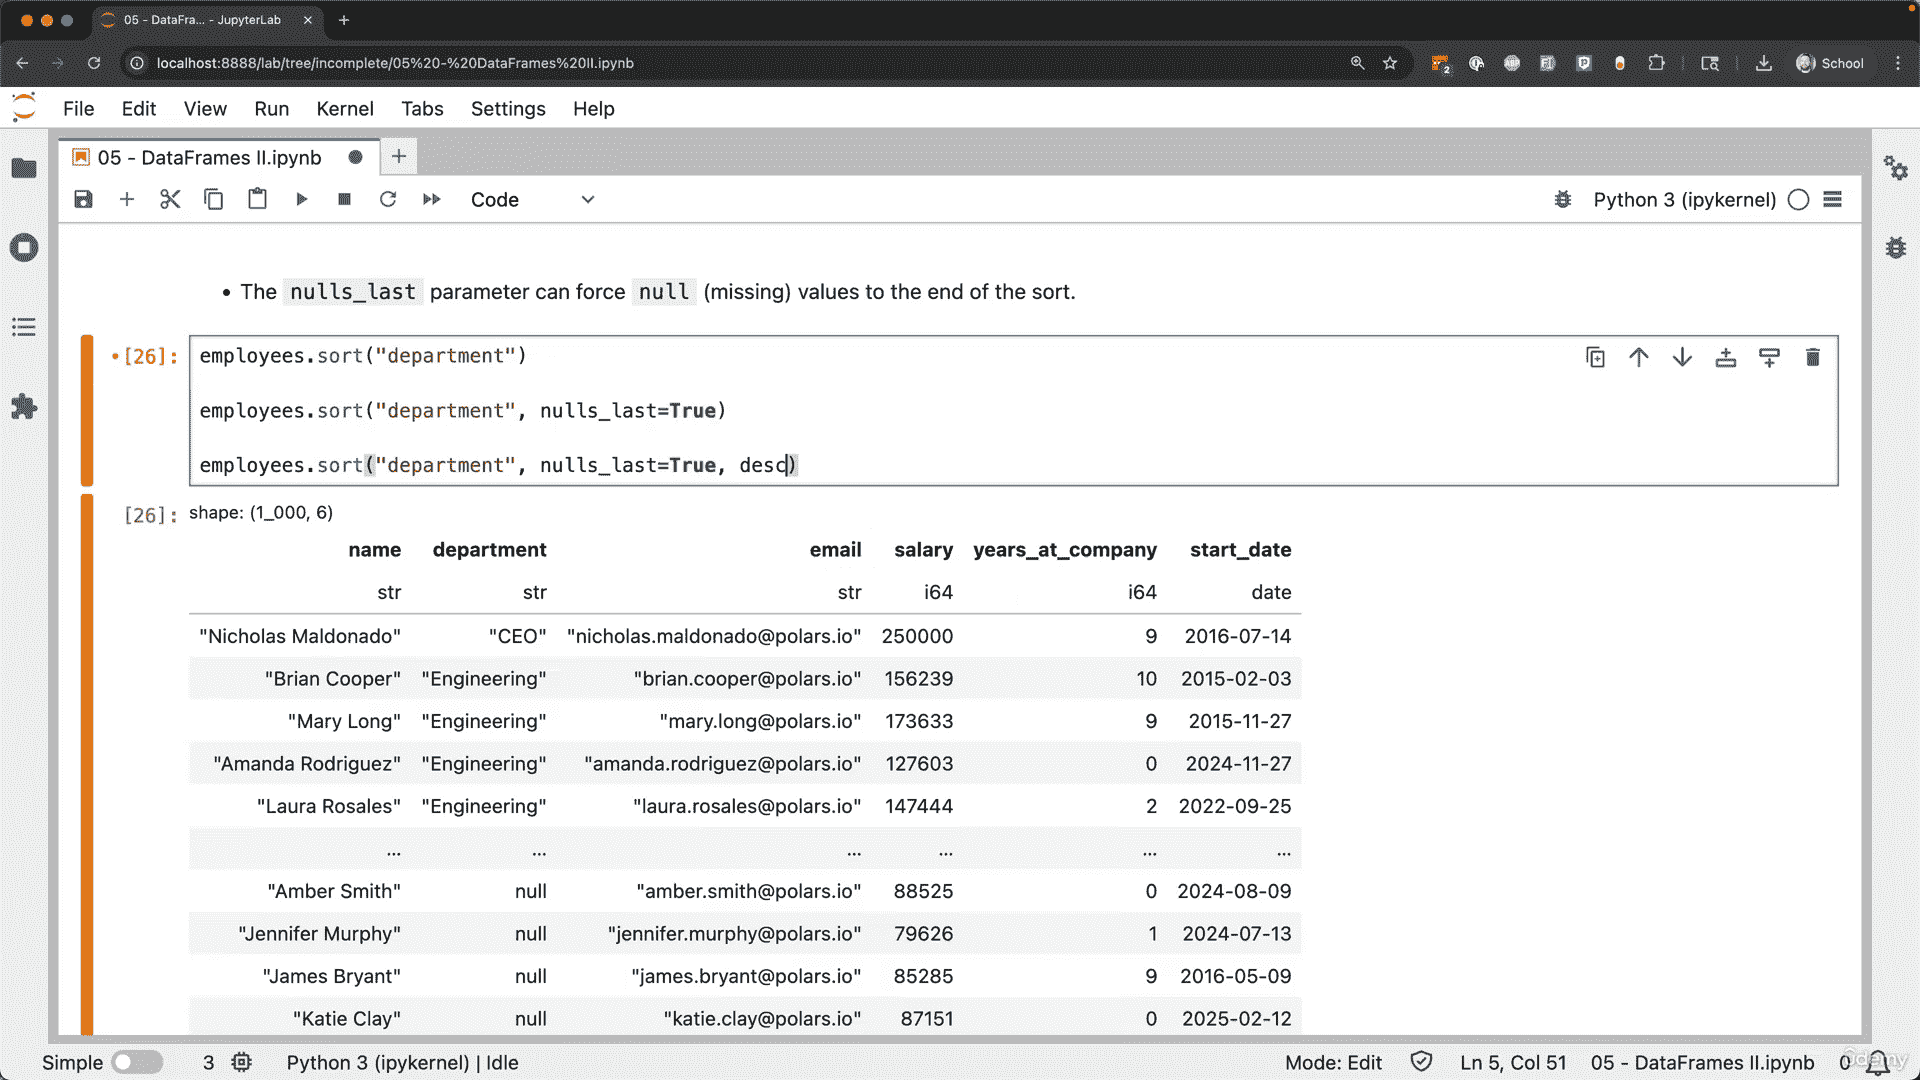 05 - DataFra... - JupyterLab
localhost:8888/lab/tree/incomplete/05%20-%20DataFrames%20II.ipynb
2
School
File Edit View Run Kernel Tabs Settings Help
05 - DataFrames II.ipynb
Code
Python 3 (ipykernel)
• The nulls_last parameter can force null (missing) values to the end of the sort.
[26]: employees.sort("department")
employees.sort("department", nulls_last=True)
employees.sort("department", nulls_last=True, desc)
[26]: shape: (1_000, 6)
name department email salary years_at_company start_date
str str str i64 i64 date
"Nicholas Maldonado" "CEO" "nicholas.maldonado@polars.io" 250000 9 2016-07-14
"Brian Cooper" "Engineering" "brian.cooper@polars.io" 156239 10 2015-02-03
"Mary Long" "Engineering" "mary.long@polars.io" 173633 9 2015-11-27
"Amanda Rodriguez" "Engineering" "amanda.rodriguez@polars.io" 127603 0 2024-11-27
"Laura Rosales" "Engineering" "laura.rosales@polars.io" 147444 2 2022-09-25
... ... ... ... ... ...
"Amber Smith" null "amber.smith@polars.io" 88525 0 2024-08-09
"Jennifer Murphy" null "jennifer.murphy@polars.io" 79626 1 2024-07-13
"James Bryant" null "james.bryant@polars.io" 85285 9 2016-05-09
"Katie Clay" null "katie.clay@polars.io" 87151 0 2025-02-12
Simple 3 Python 3 (ipykernel) | Idle Mode: Edit Ln 5, Col 51 05 - DataFrames II.ipynb 0
Udemy